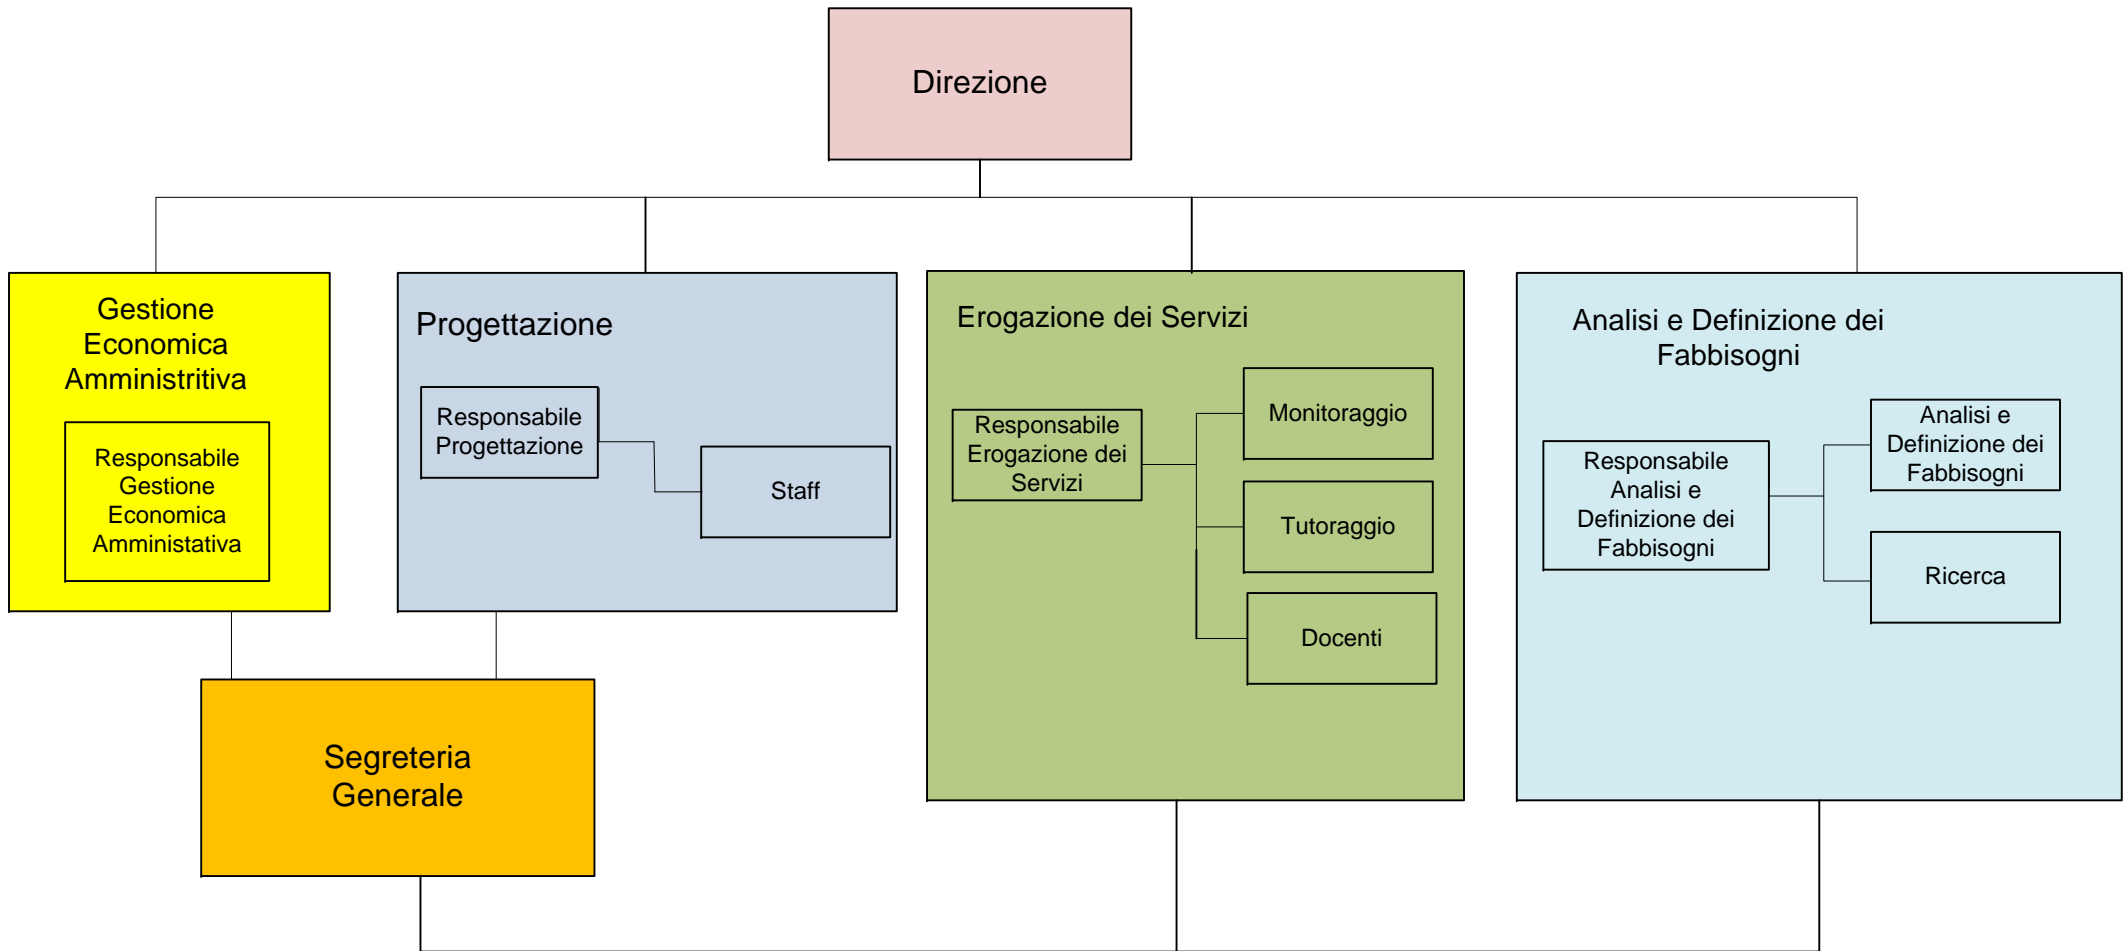 Direzione
Gestione
Economica
Amministritiva
Responsabile
Gestione
Economica
Amministativa
Progettazione
Responsabile
Progettazione
Staff
Erogazione dei Servizi
Responsabile
Erogazione dei
Servizi
Monitoraggio
Tutoraggio
Docenti
Analisi e Definizione dei
Fabbisogni
Responsabile
Analisi e
Definizione dei
Fabbisogni
Analisi e
Definizione dei
Fabbisogni
Ricerca
Segreteria
Generale